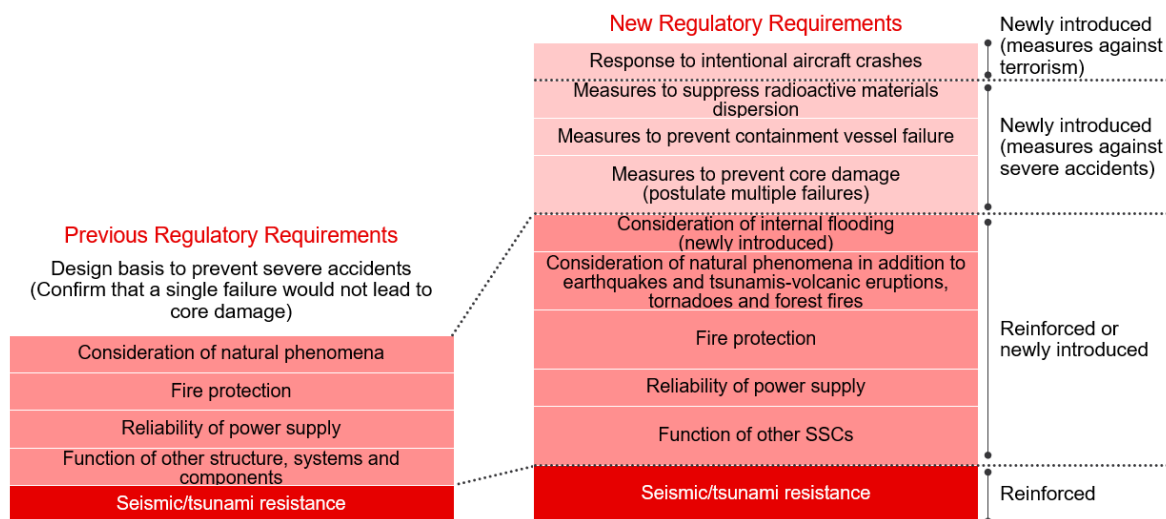 Previous Regulatory Requirements
Design basis to prevent severe accidents
(Confirm that a single failure would not lead to
core damage)
Consideration of natural phenomena
Fire protection
Reliability of power supply
Function of other structure, systems and
components
Seismic/tsunami resistance
New Regulatory Requirements
Response to intentional aircraft crashes
Measures to suppress radioactive materials
dispersion
Measures to prevent containment vessel failure
Measures to prevent core damage
(postulate multiple failures)
Consideration of internal flooding
(newly introduced)
Consideration of natural phenomena in addition to
earthquakes and tsunamis-volcanic eruptions,
tornadoes and forest fires
Fire protection
Reliability of power supply
Function of other SSCs
Seismic/tsunami resistance
Newly introduced
(measures against
terrorism)
Newly introduced
(measures against
severe accidents)
Reinforced or
newly introduced
Reinforced